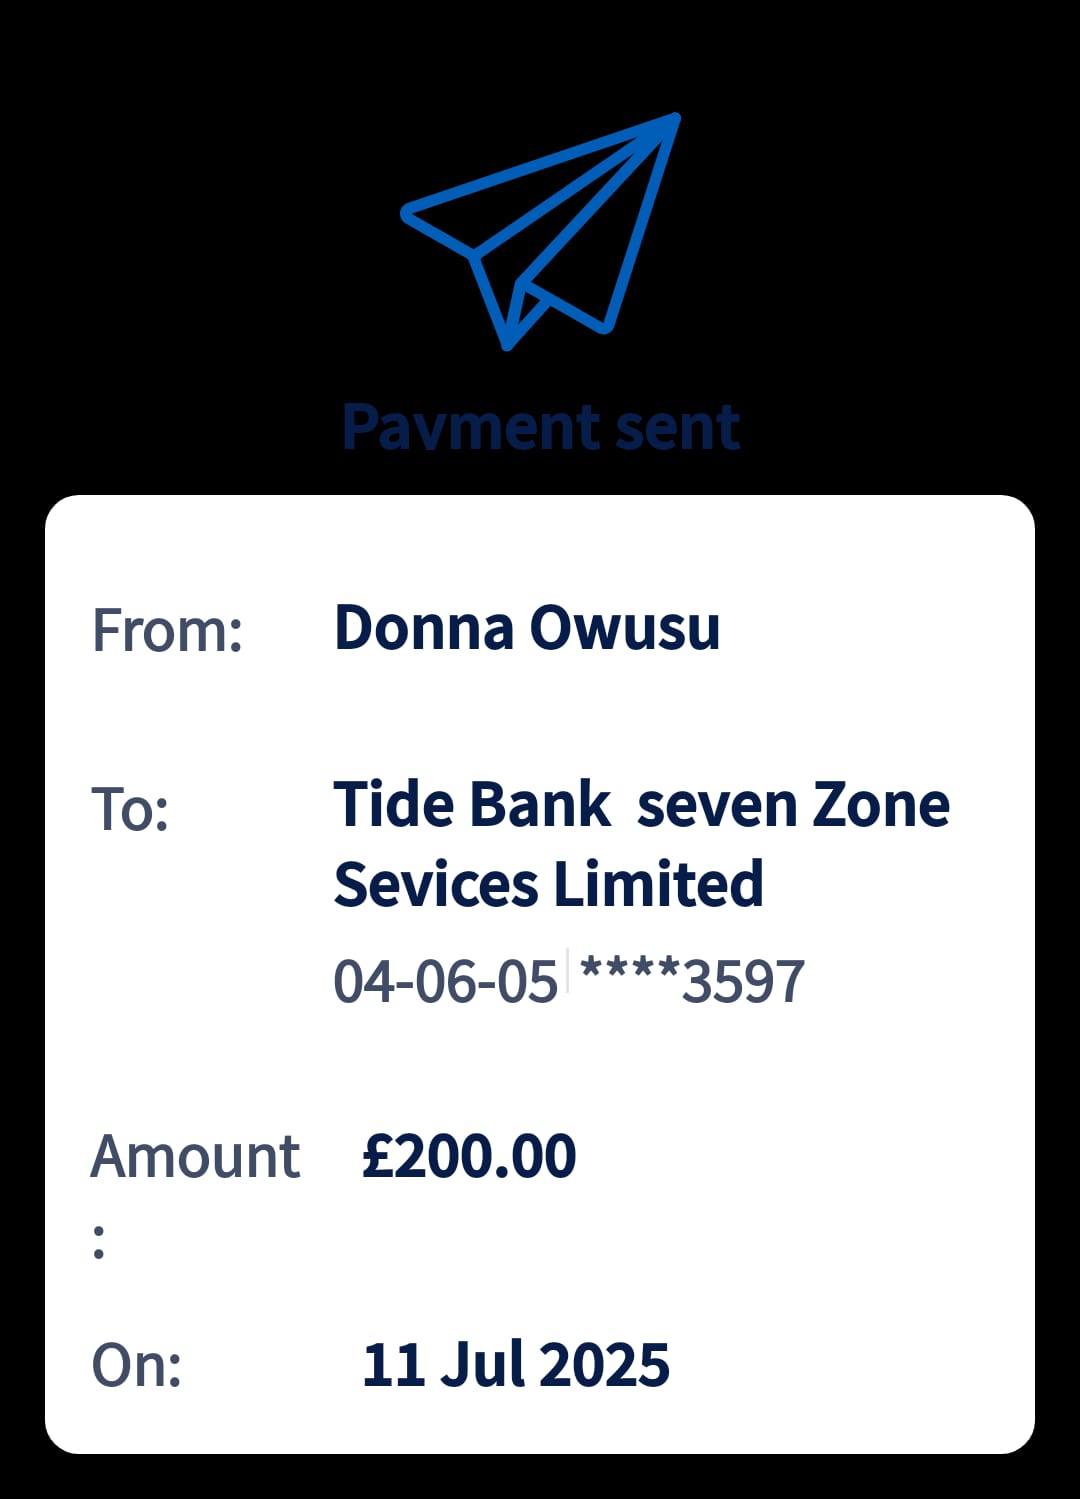 Payment sent
From: Donna Owusu
To: Tide Bank  seven Zone
Sevices Limited
04-06-05 ****3597
Amount £200.00
:
On: 11 Jul 2025